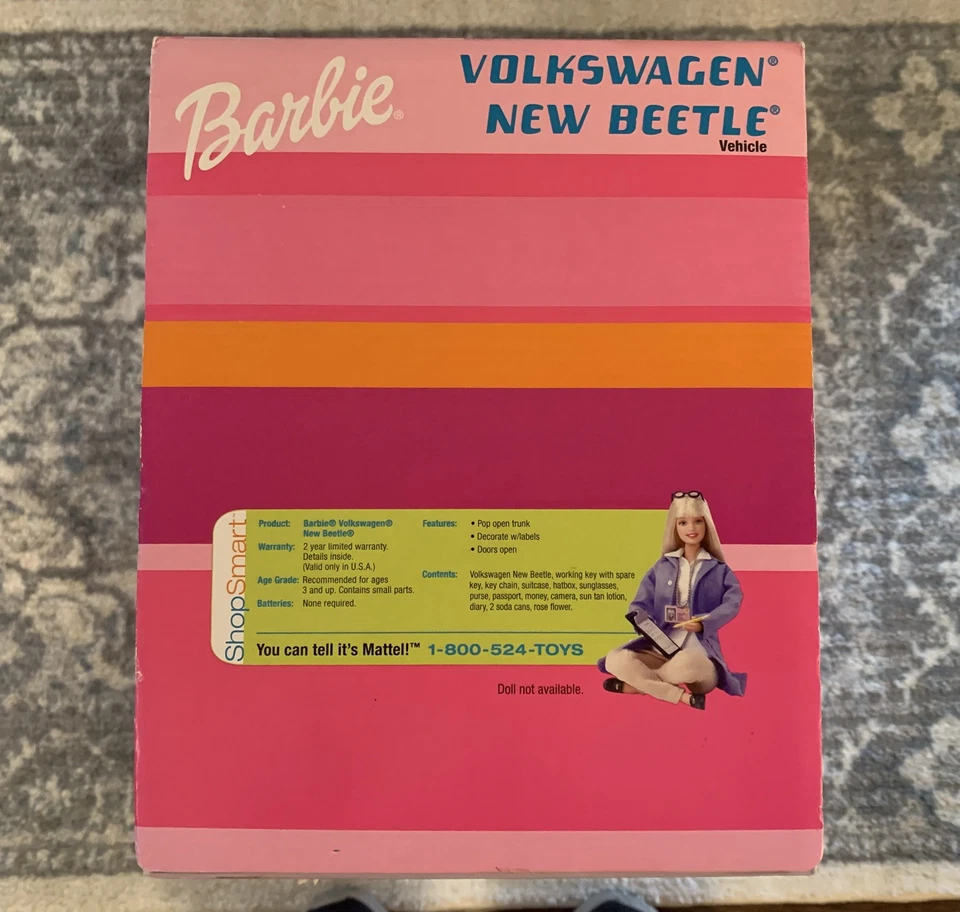 Barbie®
VOLKSWAGEN®
NEW BEETLE®
Vehicle
ShopSmart™
Product: Barbie® Volkswagen®
New Beetle®
Warranty: 2 year limited warranty.
Details inside.
(Valid only in U.S.A.)
Age Grade: Recommended for ages
3 and up. Contains small parts.
Batteries: None required.
Features: • Pop open trunk
• Decorate w/labels
• Doors open
Contents: Volkswagen New Beetle, working key with spare
key, key chain, suitcase, hatbox, sunglasses,
purse, passport, money, camera, sun tan lotion,
diary, 2 soda cans, rose flower.
You can tell it's Mattel!™ 1-800-524-TOYS
Doll not available.